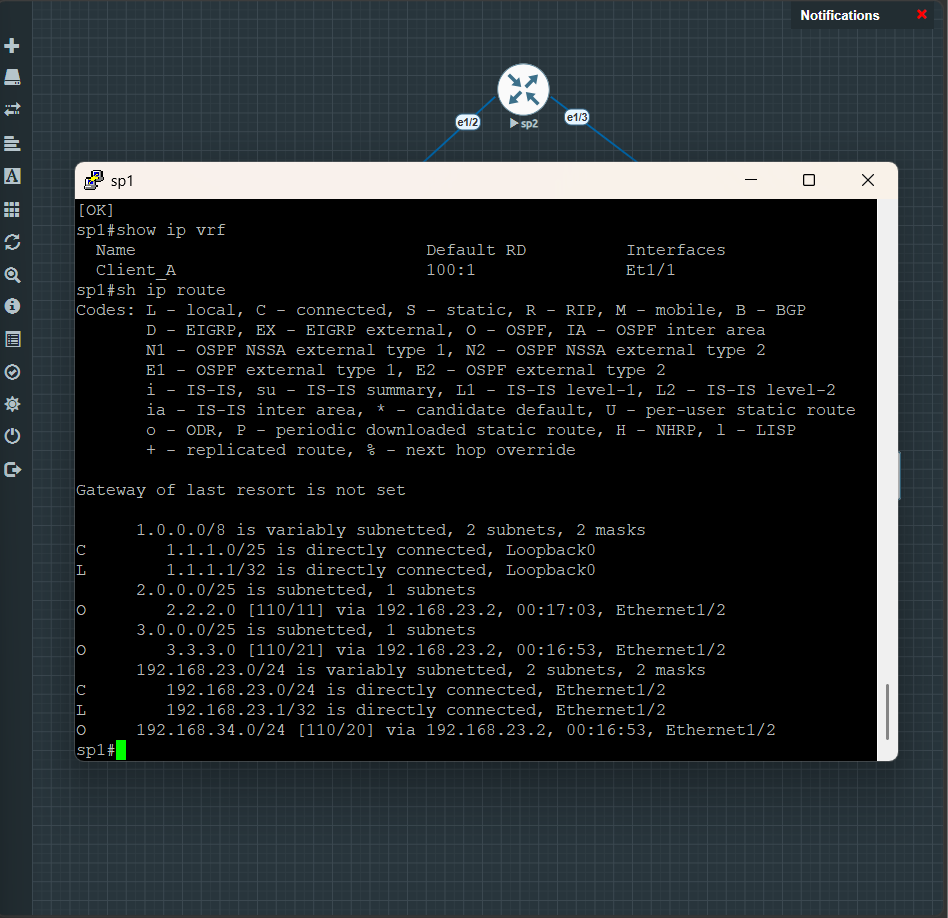 Notifications
e1/2
e1/3
sp2
sp1
[OK]
sp1#show ip vrf
  Name                             Default RD          Interfaces
  Client_A                         100:1               Et1/1
sp1#sh ip route
Codes: L - local, C - connected, S - static, R - RIP, M - mobile, B - BGP
       D - EIGRP, EX - EIGRP external, O - OSPF, IA - OSPF inter area
       N1 - OSPF NSSA external type 1, N2 - OSPF NSSA external type 2
       E1 - OSPF external type 1, E2 - OSPF external type 2
       i - IS-IS, su - IS-IS summary, L1 - IS-IS level-1, L2 - IS-IS level-2
       ia - IS-IS inter area, * - candidate default, U - per-user static route
       o - ODR, P - periodic downloaded static route, H - NHRP, l - LISP
       + - replicated route, % - next hop override
Gateway of last resort is not set
      1.0.0.0/8 is variably subnetted, 2 subnets, 2 masks
C        1.1.1.0/25 is directly connected, Loopback0
L        1.1.1.1/32 is directly connected, Loopback0
      2.0.0.0/25 is subnetted, 1 subnets
O        2.2.2.0 [110/11] via 192.168.23.2, 00:17:03, Ethernet1/2
      3.0.0.0/25 is subnetted, 1 subnets
O        3.3.3.0 [110/21] via 192.168.23.2, 00:16:53, Ethernet1/2
      192.168.23.0/24 is variably subnetted, 2 subnets, 2 masks
C        192.168.23.0/24 is directly connected, Ethernet1/2
L        192.168.23.1/32 is directly connected, Ethernet1/2
O     192.168.34.0/24 [110/20] via 192.168.23.2, 00:16:53, Ethernet1/2
sp1#